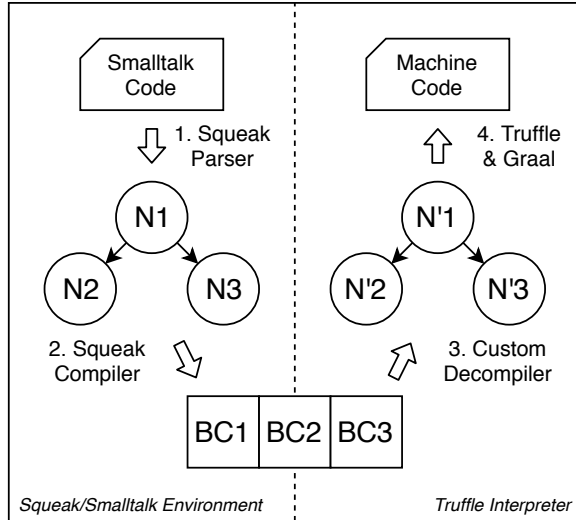 Smalltalk
Code
1. Squeak
Parser
N1
N2
N3
2. Squeak
Compiler
BC1
BC2
BC3
3. Custom
Decompiler
N'1
N'2
N'3
4. Truffle
& Graal
Machine
Code
Squeak/Smalltalk Environment
Truffle Interpreter